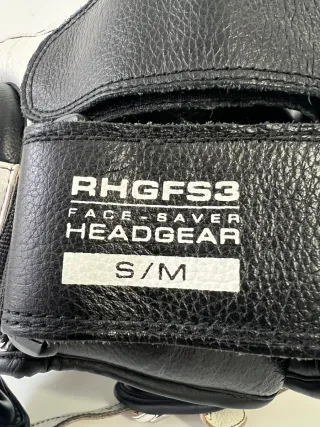 RHGFS3
FACE-SAVER
HEADGEAR
S/M